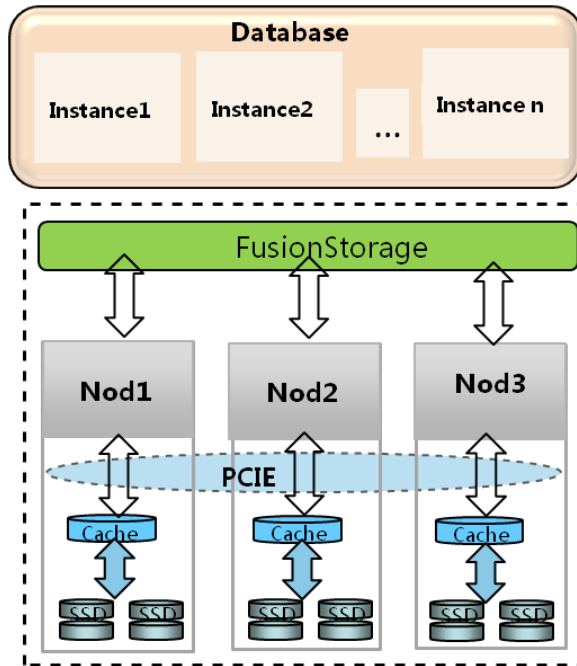 Database
Instance1
Instance2
...
Instance n
FusionStorage
Nod1
Nod2
Nod3
PCIE
Cache
Cache
Cache
SSD
SSD
SSD
SSD
SSD
SSD